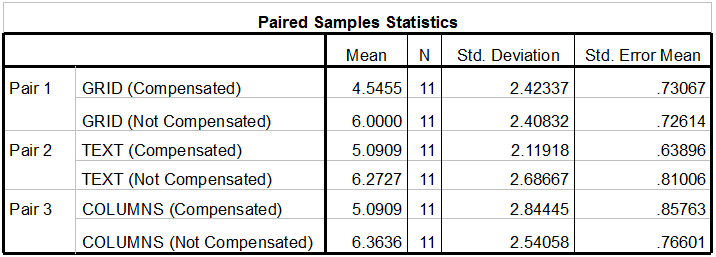 Paired Samples Statistics
Mean N Std. Deviation Std. Error Mean
Pair 1 GRID (Compensated) 4.5455 11 2.42337 .73067
GRID (Not Compensated) 6.0000 11 2.40832 .72614
Pair 2 TEXT (Compensated) 5.0909 11 2.11918 .63896
TEXT (Not Compensated) 6.2727 11 2.68667 .81006
Pair 3 COLUMNS (Compensated) 5.0909 11 2.84445 .85763
COLUMNS (Not Compensated) 6.3636 11 2.54058 .76601